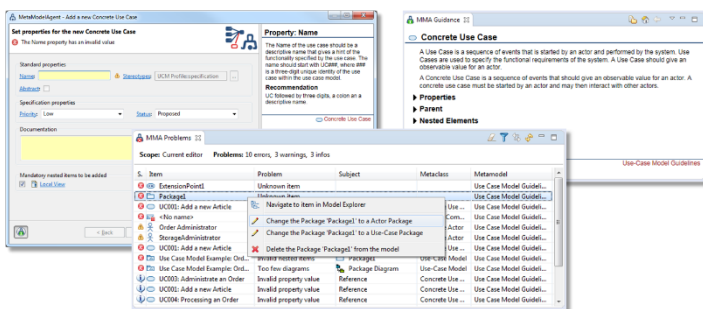 MetaModelAgent - Add a new Concrete Use Case
Set properties for the new Concrete Use Case
The Name property has an invalid value
Standard properties
Name:
Stereotypes: UCM Profile::specification
Abstract:
Specification properties
Priority: Low
Status: Proposed
Documentation
Mandatory nested items to be added
Local View
< Back
Property: Name
The Name of the use case should be a
descriptive name that gives a hint of the
functionality specified by the use case. The
name should start with UC###, where ###
is a three-digit unique identity of the use
case within the use case model.
Recommendation
UC followed by three digits, a colon an a
descriptive name
Concrete Use Case
MMA Guidance
Concrete Use Case
A Use Case is a sequence of events that is started by an actor and performed by the system. Use
Cases are used to specify the functional requirements of the system. A Use Case should give an
observable value for an actor.
A Concrete Use Case is a sequence of events that should give an observable value for an actor. A
concrete use case must be started by an actor and may then interact with other actors.
Properties
Parent
Nested Elements
Use-Case Model Guidelines
MMA Problems
Scope: Current editor Problems: 10 errors, 3 warnings, 3 infos
S. Item Problem Subject Metaclass Metamodel
ExtensionPoint1 Unknown item Use Case Model Guideli...
Package1 Unknown item Use Case Model Guideli...
UC001: Add a new Article Use ... Use Case Model Guideli...
<No name> Com... Use Case Model Guideli...
Order Administrator Actor Use Case Model Guideli...
StorageAdministrator Actor Use Case Model Guideli...
UC001: Add a new Article Use ... Use Case Model Guideli...
Use Case Model Example: Ord... Invalid nested items Package1 Use-Case Model Use Case Model Guideli...
Use Case Model Example: Ord... Too few diagrams Package Diagram Use-Case Model Use Case Model Guideli...
UC003: Administrate an Order Invalid property value Reference Concrete Use ... Use Case Model Guideli...
UC001: Add a new Article Invalid property value Reference Concrete Use ... Use Case Model Guideli...
UC004: Processing an Order Invalid property value Reference Concrete Use ... Use Case Model Guideli...
Navigate to item in Model Explorer
Change the Package 'Package1' to a Actor Package
Change the Package 'Package1' to a Use-Case Package
Delete the Package 'Package1' from the model